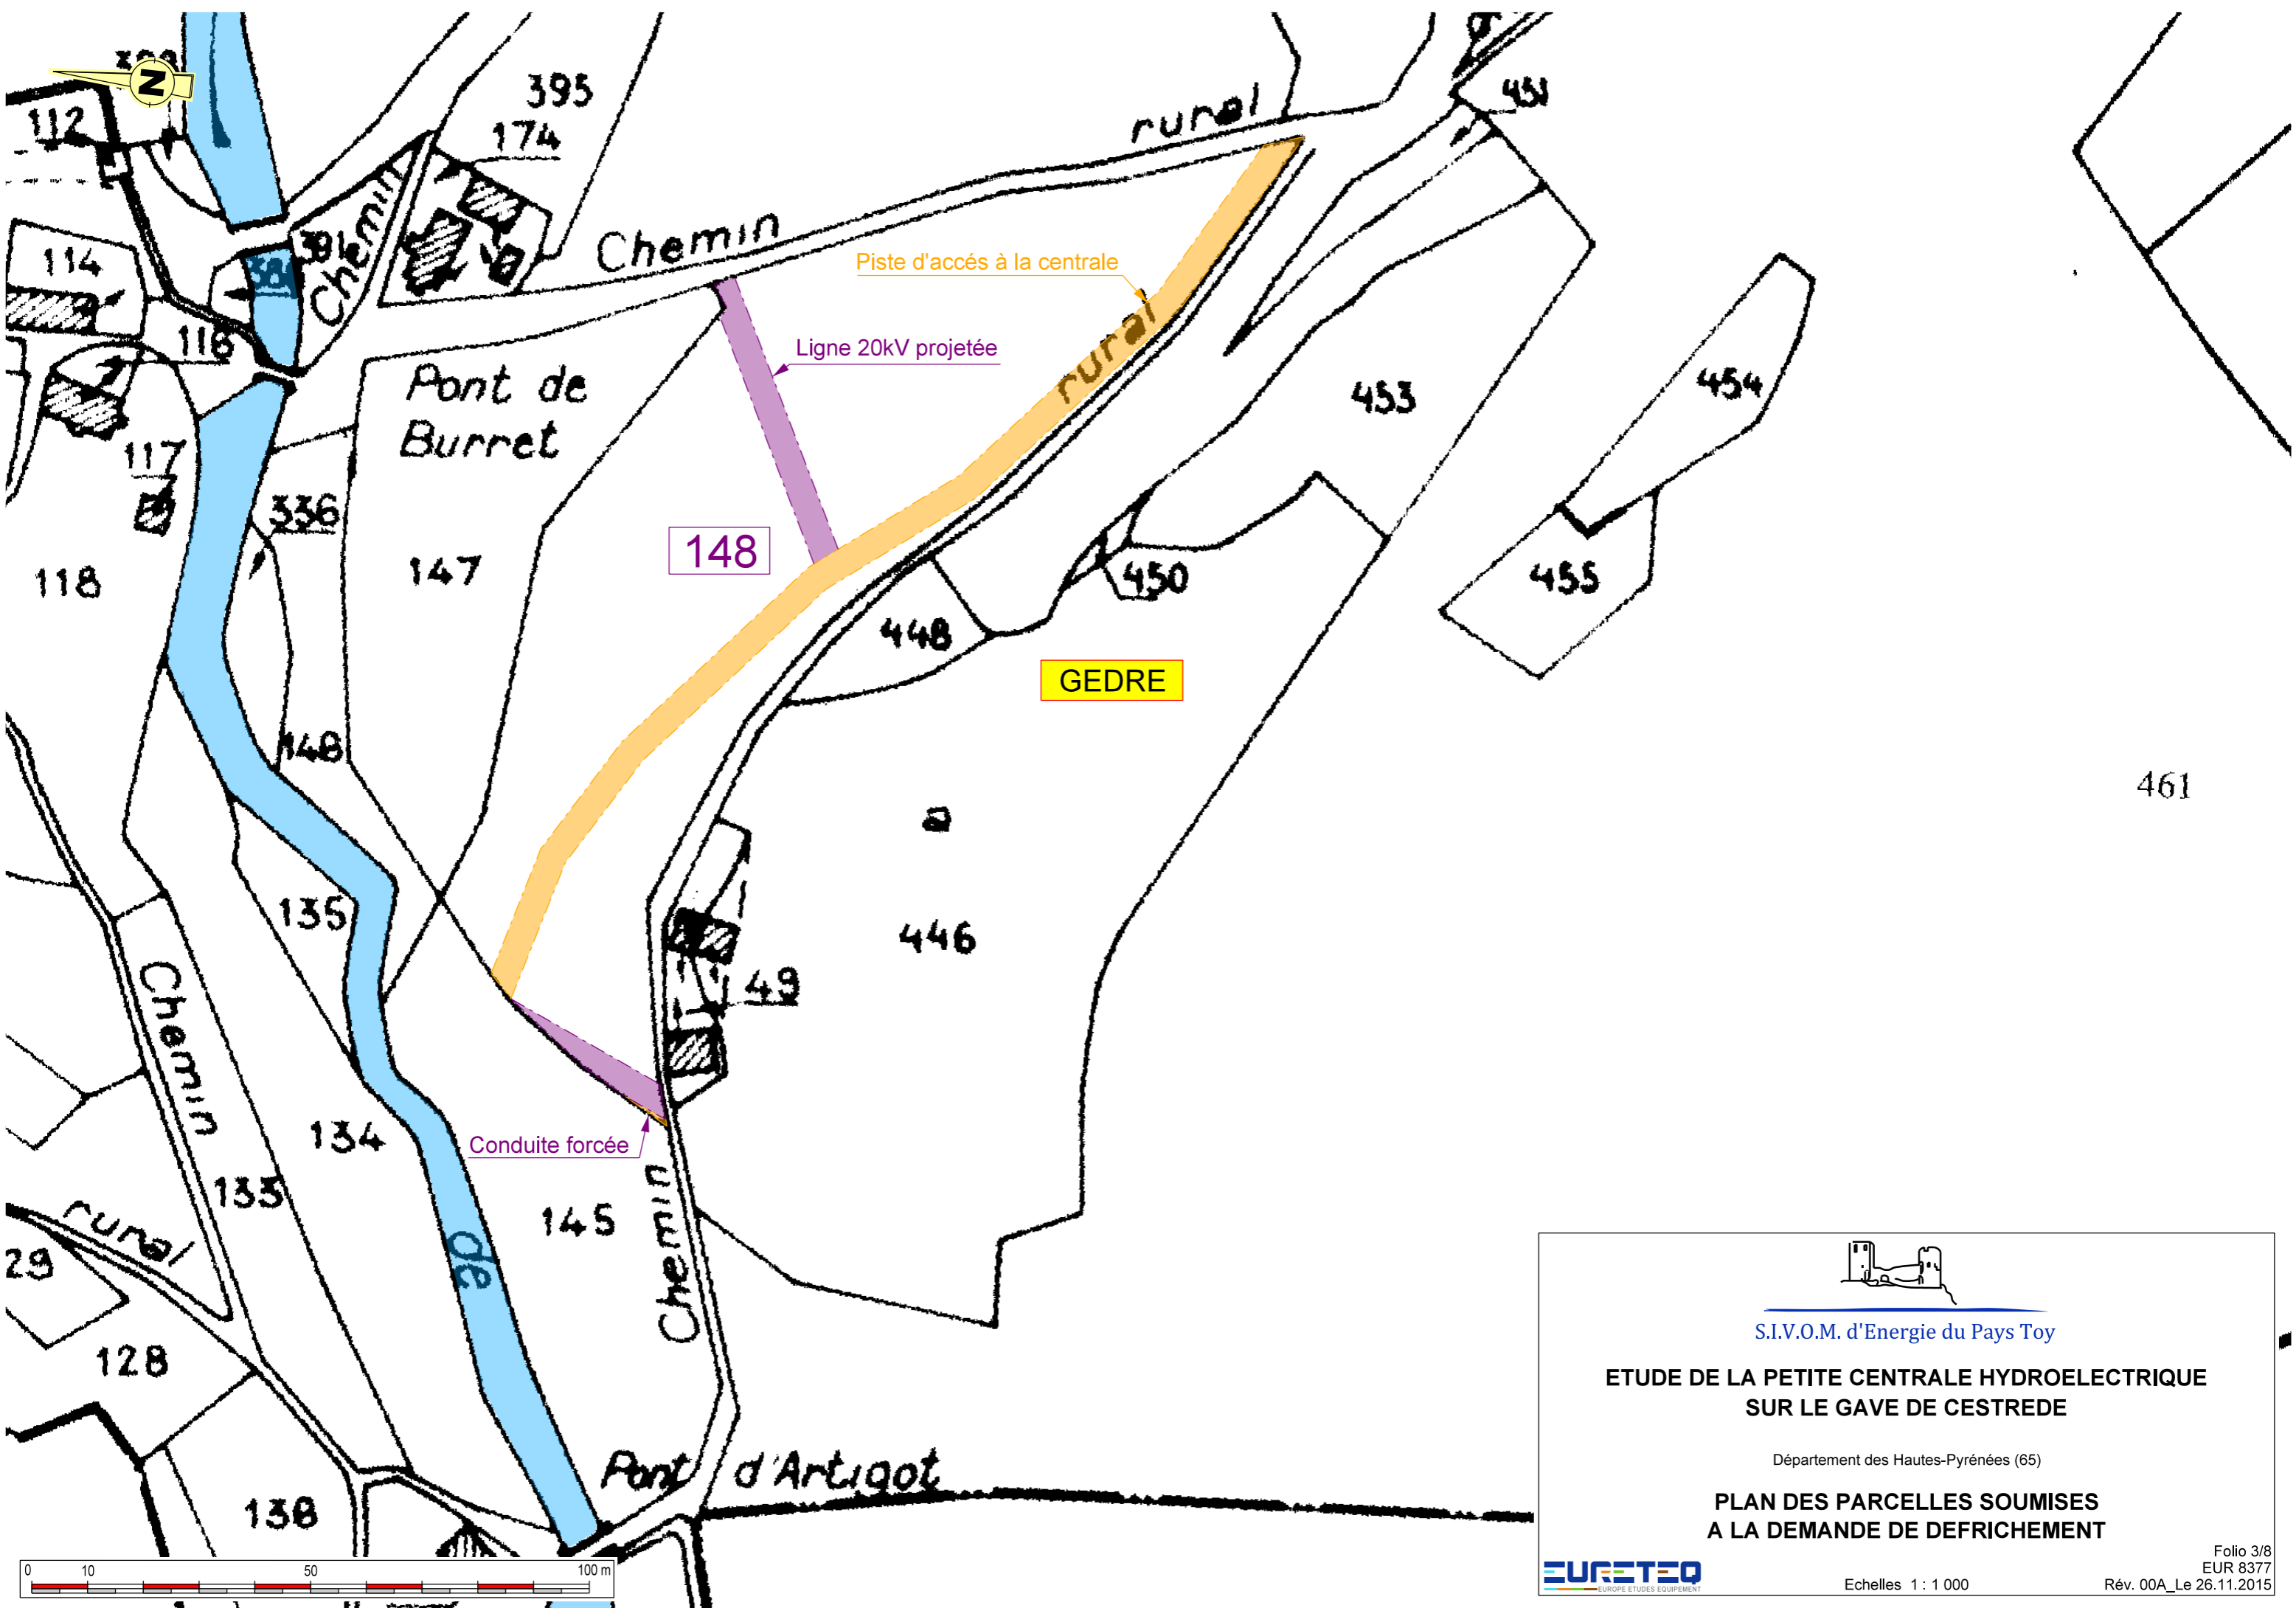 N
112
395
174
rural
451
114
391
Chemin
Chemin
116
Piste d'accés à la centrale
Ligne 20kV projetée
rural
Pont de
Burret
453
454
117
336
148
118
147
450
455
448
GEDRE
148
461
a
135
446
49
Chemin
134
Conduite forcée
133
145
Chemin
rural
29
de
128
Pont d'Artigot
138
0 10 50 100 m
S.I.V.O.M. d'Energie du Pays Toy
ETUDE DE LA PETITE CENTRALE HYDROELECTRIQUE
SUR LE GAVE DE CESTREDE
Département des Hautes-Pyrénées (65)
PLAN DES PARCELLES SOUMISES
A LA DEMANDE DE DEFRICHEMENT
Folio 3/8
EUR 8377
EURETEQ
EUROPE ETUDES EQUIPEMENT
Echelles 1 : 1 000
Rév. 00A_Le 26.11.2015